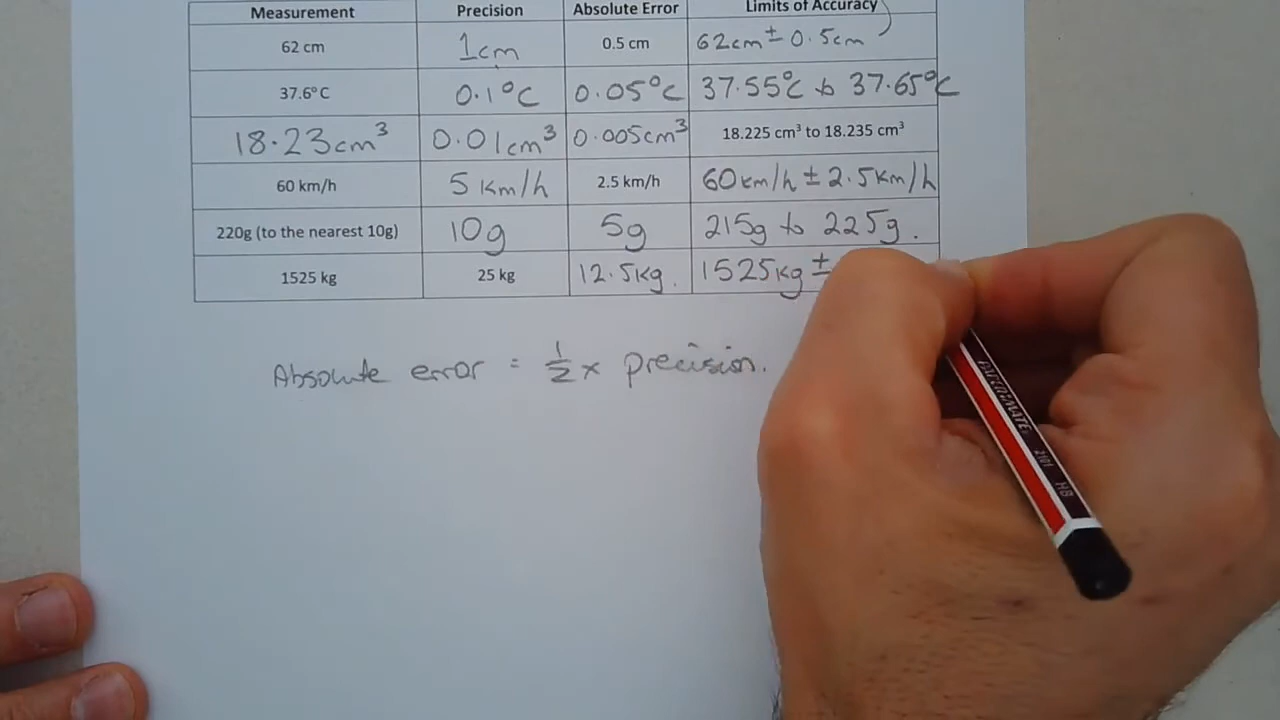 Measurement Precision Absolute Error Limits of Accuracy
62 cm 1cm 0.5 cm 62cm ± 0.5cm
37.6°C 0.1°C 0.05°C 37.55°C to 37.65°C
18.23cm³ 0.01cm³ 0.005cm³ 18.225 cm³ to 18.235 cm³
60 km/h 5 km/h 2.5 km/h 60km/h ± 2.5km/h
220g (to the nearest 10g) 10g 5g 215g to 225g.
1525 kg 25 kg 12.5kg. 1525kg ±
Absolute error = ½ x precision.
2101 HB